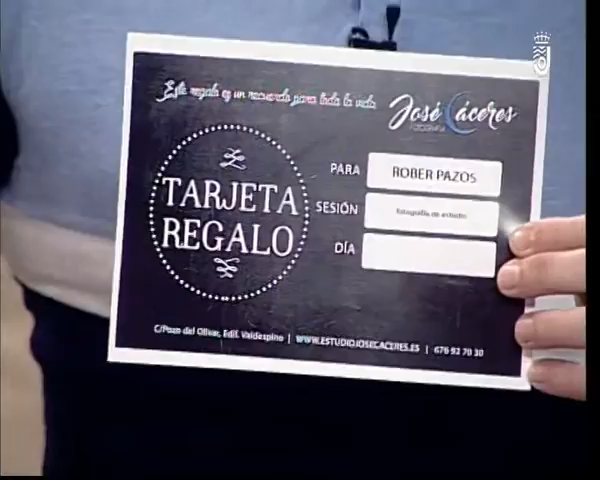 Este regalo es un recuerdo para toda la vida
José Cáceres
FOTOGRAFÍA
TARJETA
REGALO
PARA ROBER PAZOS
SESIÓN fotografía de estudio
DÍA
C/Pozo del Olivar, Edif. Valdespino | WWW.ESTUDIOJOSECACERES.ES | 676 92 70 30